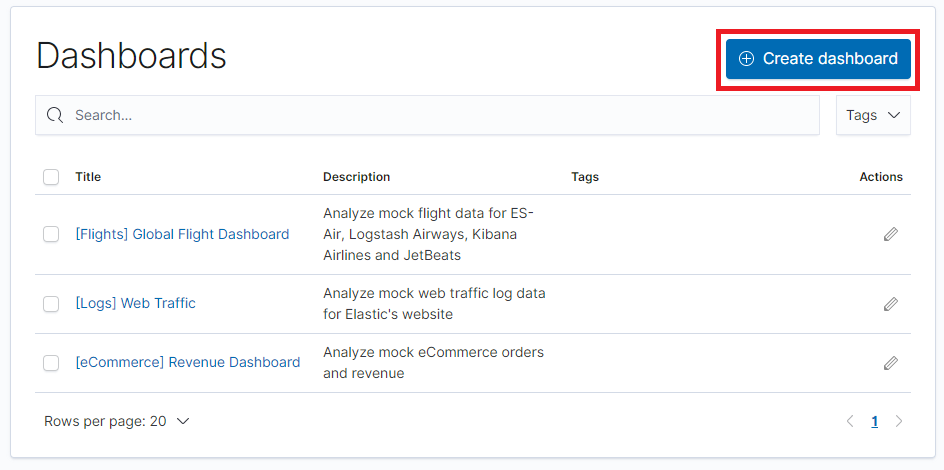 Dashboards
Create dashboard
Search...
Tags
Title
Description
Tags
Actions
[Flights] Global Flight Dashboard
Analyze mock flight data for ES-
Air, Logstash Airways, Kibana
Airlines and JetBeats
[Logs] Web Traffic
Analyze mock web traffic log data
for Elastic's website
[eCommerce] Revenue Dashboard
Analyze mock eCommerce orders
and revenue
Rows per page: 20
1